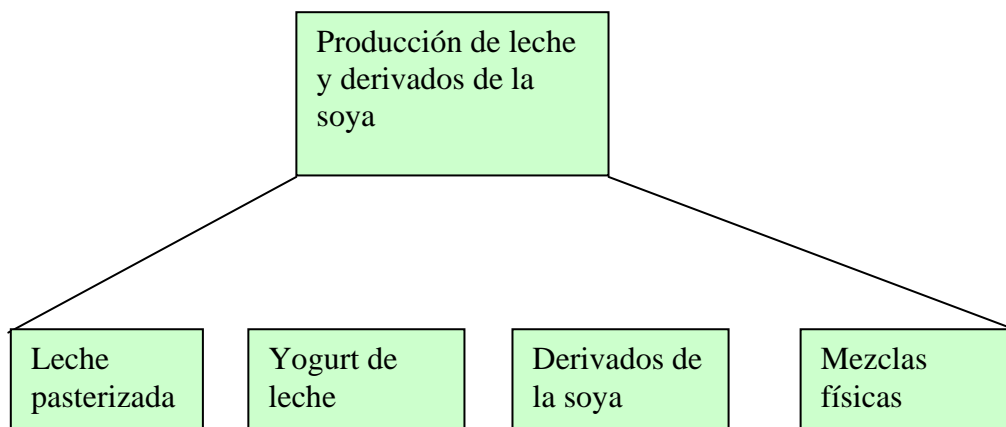 Producción de leche
y derivados de la
soya
Leche
pasterizada
Yogurt de
leche
Derivados de
la soya
Mezclas
físicas